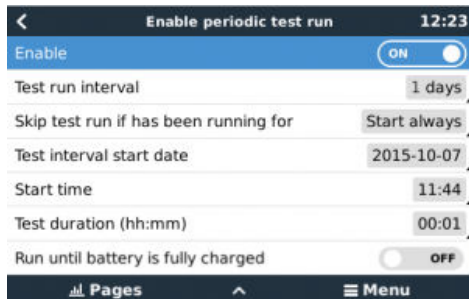 Enable periodic test run 12:23
Enable ON
Test run interval 1 days
Skip test run if has been running for Start always
Test interval start date 2015-10-07
Start time 11:44
Test duration (hh:mm) 00:01
Run until battery is fully charged OFF
Pages Menu